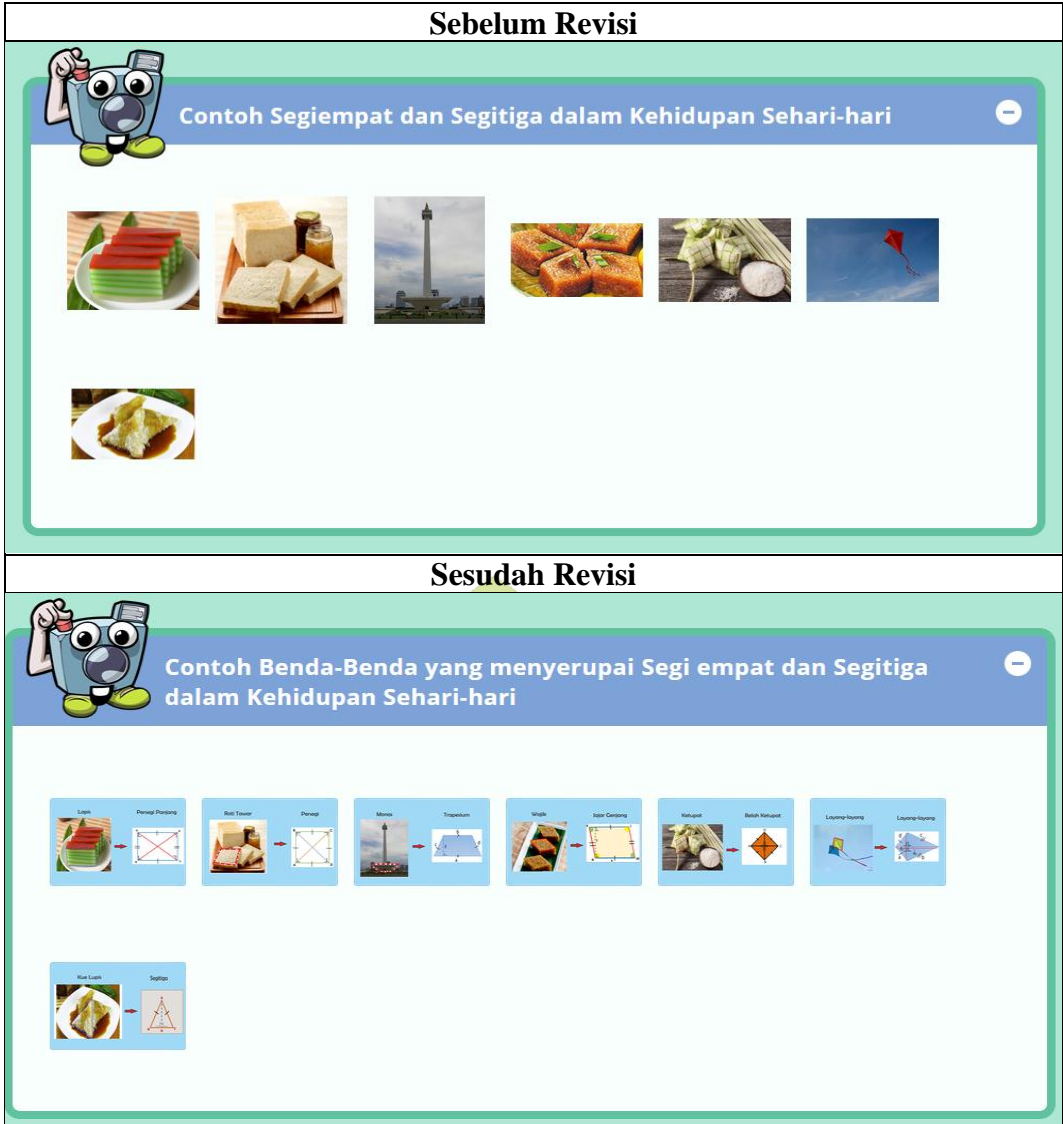 Sebelum Revisi
Contoh Segiempat dan Segitiga dalam Kehidupan Sehari-hari
Sesudah Revisi
Contoh Benda-Benda yang menyerupai Segi empat dan Segitiga
dalam Kehidupan Sehari-hari
Lapis Persegi Panjang
Roti Tawar Persegi
Monas Trapesium
Wajik Jajar Genjang
Ketupat Belah Ketupat
Layang-layang Layang-layang
Kue Lupis Segitiga